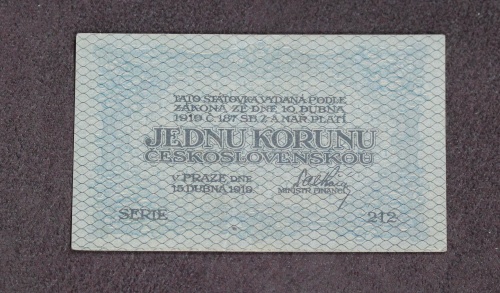 TATO STÁTOVKA VYDANÁ PODLE
ZÁKONA ZE DNE 10. DUBNA
1919 Č. 187 SB. Z. A NAŘ. PLATÍ
JEDNU KORUNU
ČESKOSLOVENSKOU
V PRAZE DNE
15. DUBNA 1919.
MINISTR FINANCÍ
SERIE 212